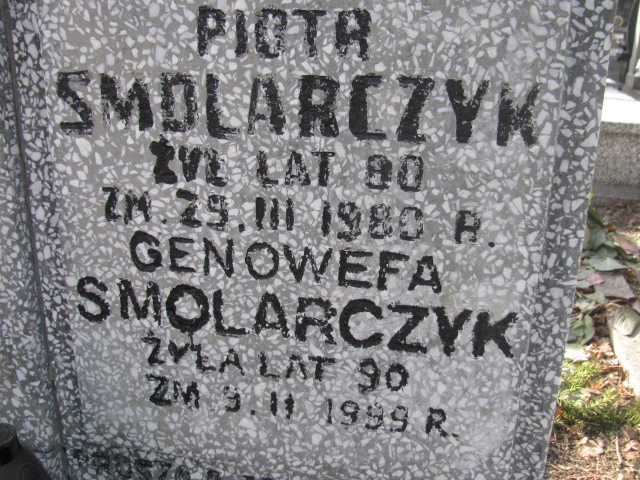 PIOTR
SMOLARCZYK
ŻYŁ LAT 80
ZM. 29.III 1980 R.
GENOWEFA
SMOLARCZYK
ŻYŁA LAT 90
ZM 9.II 1999 R.